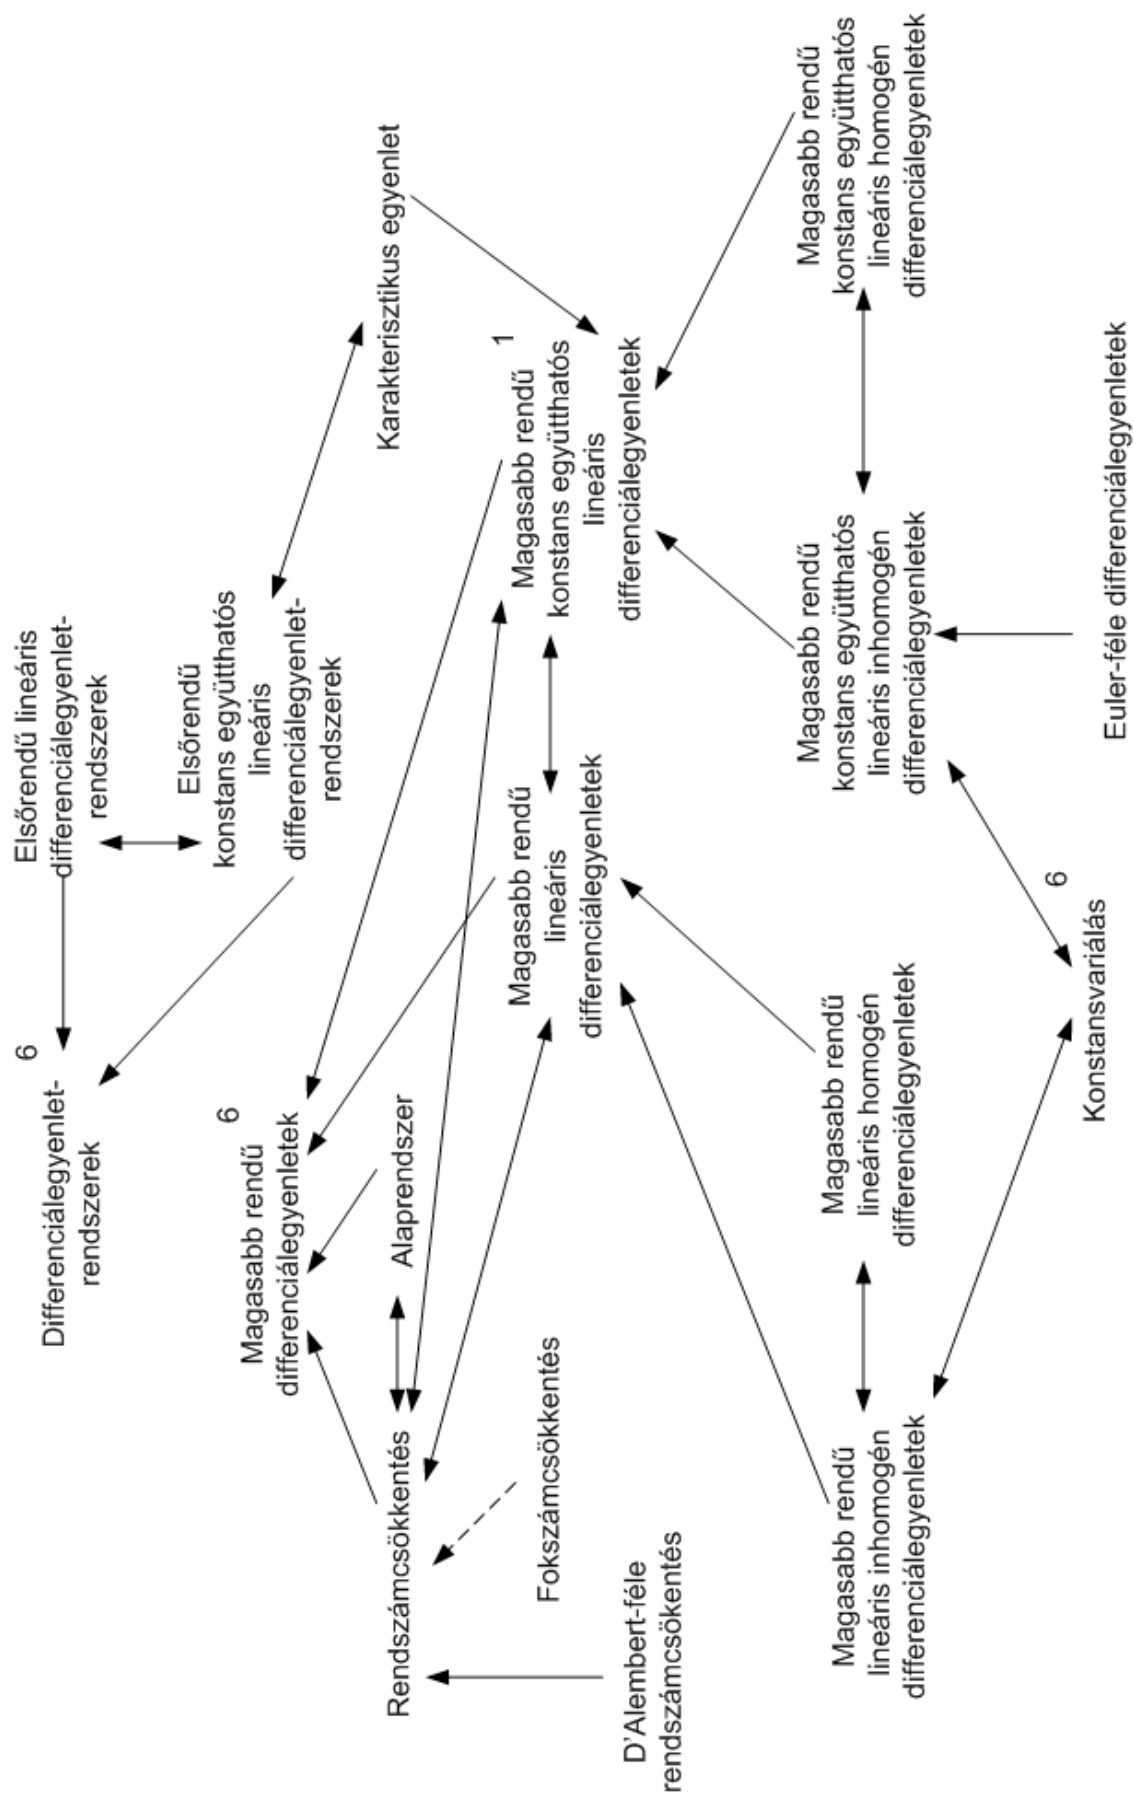 Differenciálegyenlet-
rendszerek
6
Elsőrendű lineáris
differenciálegyenlet-
rendszerek
Elsőrendű
konstans együtthatós
lineáris
differenciálegyenlet-
rendszerek
Magasabb rendű
differenciálegyenletek
6
Karakterisztikus egyenlet
Rendszámcsökkentés
Alaprendszer
Fokszámcsökkentés
D'Alembert-féle
rendszámcsökentés
Magasabb rendű
lineáris
differenciálegyenletek
Magasabb rendű
konstans együtthatós
lineáris
differenciálegyenletek
1
Magasabb rendű
lineáris inhomogén
differenciálegyenletek
Magasabb rendű
lineáris homogén
differenciálegyenletek
Magasabb rendű
konstans együtthatós
lineáris inhomogén
differenciálegyenletek
Magasabb rendű
konstans együtthatós
lineáris homogén
differenciálegyenletek
Konstansvariálás
6
Euler-féle differenciálegyenletek